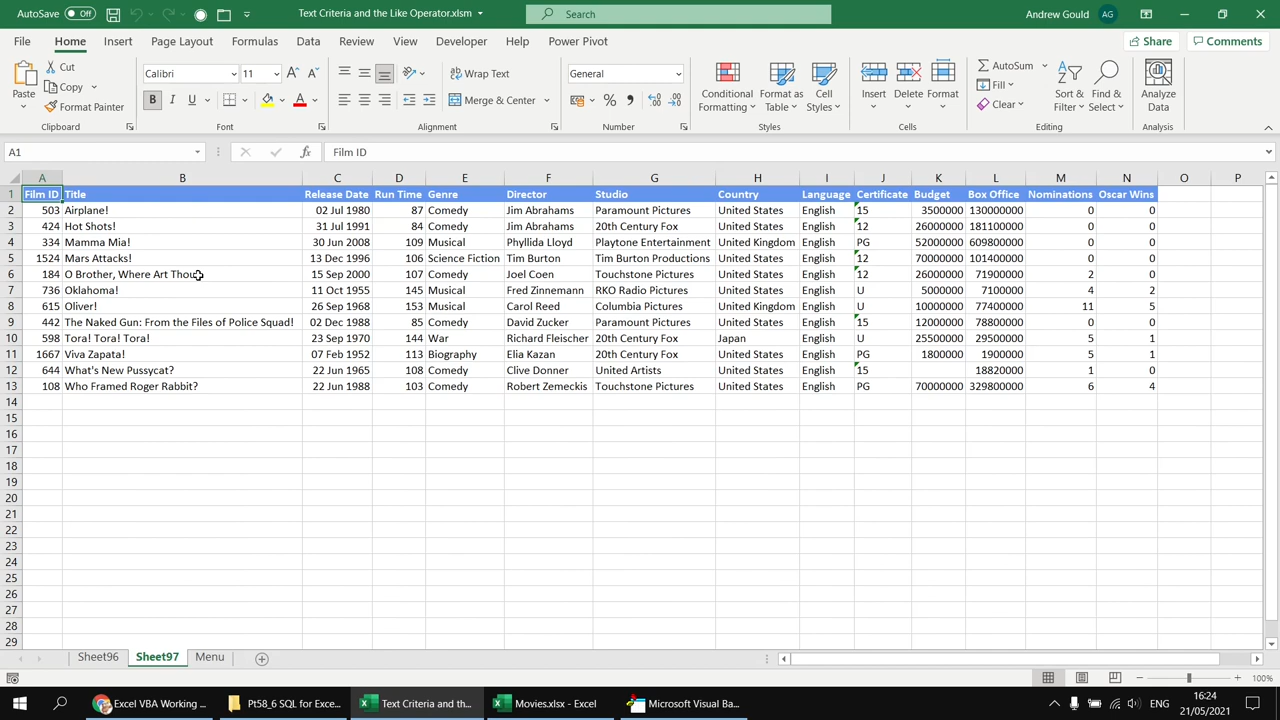 AutoSave Off Text Criteria and the Like Operator.xlsm Search Andrew Gould AG
File Home Insert Page Layout Formulas Data Review View Developer Help Power Pivot Share Comments
Paste Cut Copy Format Painter Clipboard
Calibri 11 B I U Font
Wrap Text Merge & Center Alignment
General % Number
Conditional Formatting Format as Table Cell Styles Styles
Insert Delete Format Cells
AutoSum Fill Clear Sort & Filter Find & Select Editing
Analyze Data Analysis
A1 fx Film ID
A B C D E F G H I J K L M N O P
1 Film ID Title Release Date Run Time Genre Director Studio Country Language Certificate Budget Box Office Nominations Oscar Wins
2 503 Airplane! 02 Jul 1980 87 Comedy Jim Abrahams Paramount Pictures United States English 15 3500000 130000000 0 0
3 424 Hot Shots! 31 Jul 1991 84 Comedy Jim Abrahams 20th Century Fox United States English 12 26000000 181100000 0 0
4 334 Mamma Mia! 30 Jun 2008 109 Musical Phyllida Lloyd Playtone Entertainment United Kingdom English PG 52000000 609800000 0 0
5 1524 Mars Attacks! 13 Dec 1996 106 Science Fiction Tim Burton Tim Burton Productions United States English 12 70000000 101400000 0 0
6 184 O Brother, Where Art Thou 15 Sep 2000 107 Comedy Joel Coen Touchstone Pictures United States English 12 26000000 71900000 2 0
7 736 Oklahoma! 11 Oct 1955 145 Musical Fred Zinnemann RKO Radio Pictures United States English U 5000000 7100000 4 2
8 615 Oliver! 26 Sep 1968 153 Musical Carol Reed Columbia Pictures United Kingdom English U 10000000 77400000 11 5
9 442 The Naked Gun: From the Files of Police Squad! 02 Dec 1988 85 Comedy David Zucker Paramount Pictures United States English 15 12000000 78800000 0 0
10 598 Tora! Tora! Tora! 23 Sep 1970 144 War Richard Fleischer 20th Century Fox Japan English U 25500000 29500000 5 1
11 1667 Viva Zapata! 07 Feb 1952 113 Biography Elia Kazan 20th Century Fox United States English PG 1800000 1900000 5 1
12 644 What's New Pussycat? 22 Jun 1965 108 Comedy Clive Donner United Artists United States English 15 18820000 1 0
13 108 Who Framed Roger Rabbit? 22 Jun 1988 103 Comedy Robert Zemeckis Touchstone Pictures United States English PG 70000000 329800000 6 4
14
15
16
17
18
19
20
21
22
23
24
25
26
27
28
29
Sheet96 Sheet97 Menu
100%
Excel VBA Working ... Pt58_6 SQL for Exce... Text Criteria and th... Movies.xlsx - Excel Microsoft Visual Ba... ENG 16:24
21/05/2021